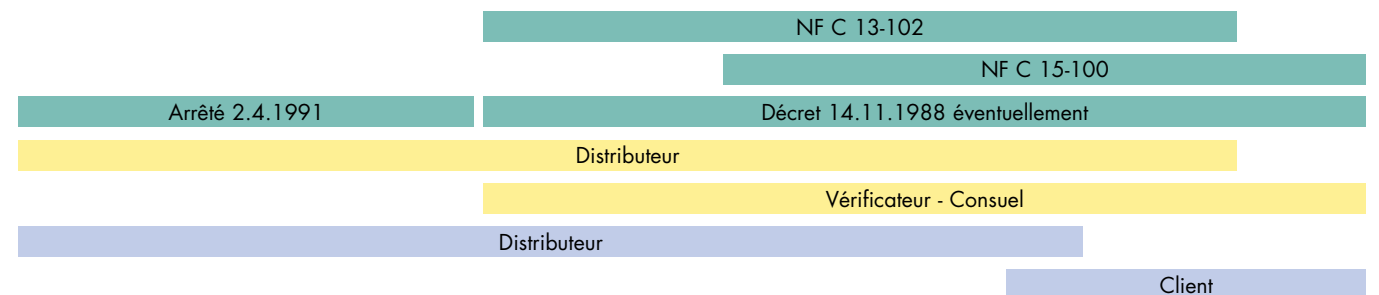 NF C 13-102
NF C 15-100
Arrêté 2.4.1991
Décret 14.11.1988 éventuellement
Distributeur
Vérificateur - Consuel
Distributeur
Client